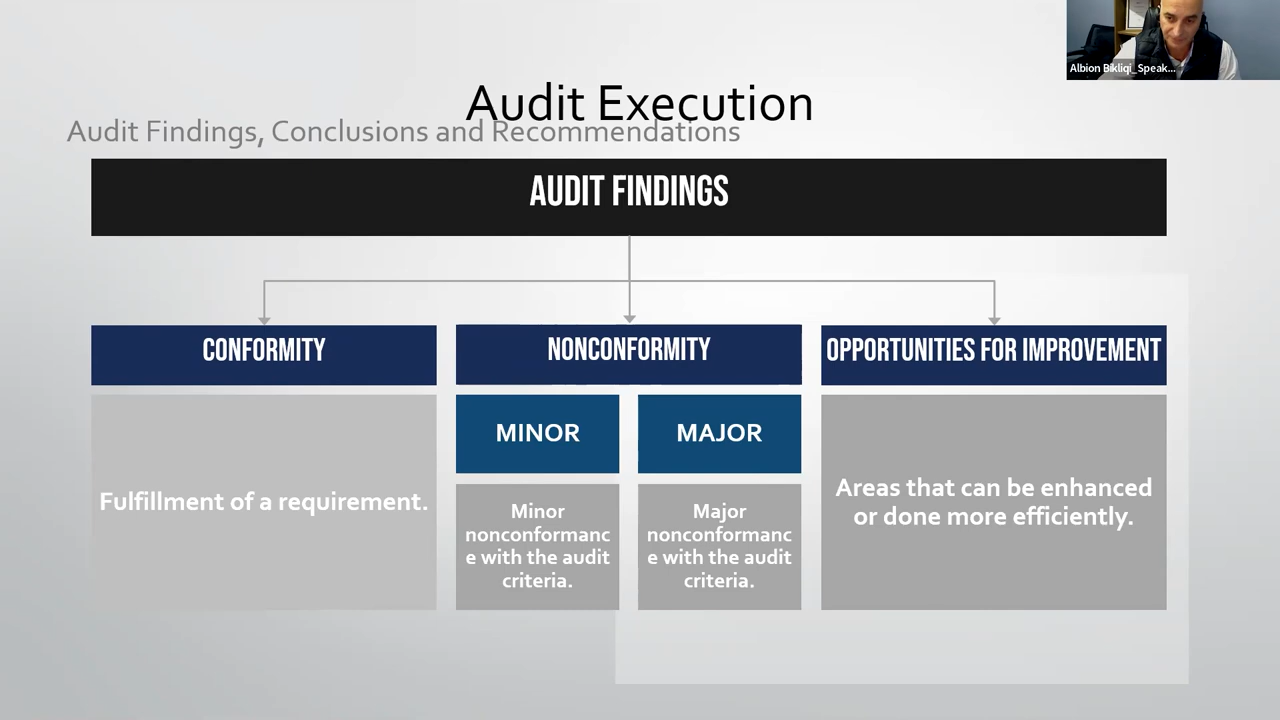 Albion Bikliqi_Speak...
Audit Execution
Audit Findings, Conclusions and Recommendations
AUDIT FINDINGS
CONFORMITY
NONCONFORMITY
OPPORTUNITIES FOR IMPROVEMENT
MINOR
MAJOR
Fulfillment of a requirement.
Minor
nonformanc
e with the audit
criteria.
Major
nonformanc
e with the audit
criteria.
Areas that can be enhanced
or done more efficiently.